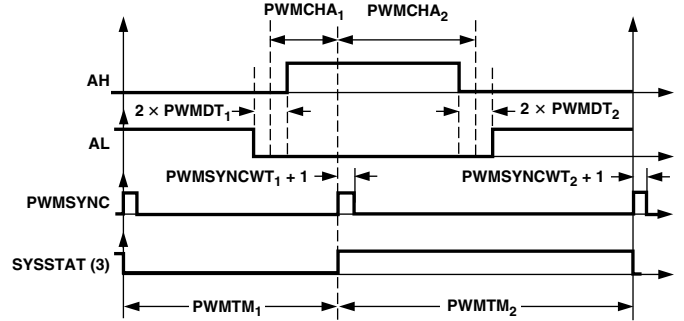 PWMCHA₁ PWMCHA₂
AH
2 × PWMDT₁ 2 × PWMDT₂
AL
PWMSYNCWT₁ + 1 PWMSYNCWT₂ + 1
PWMSYNC
SYSSTAT (3)
PWMTM₁ PWMTM₂